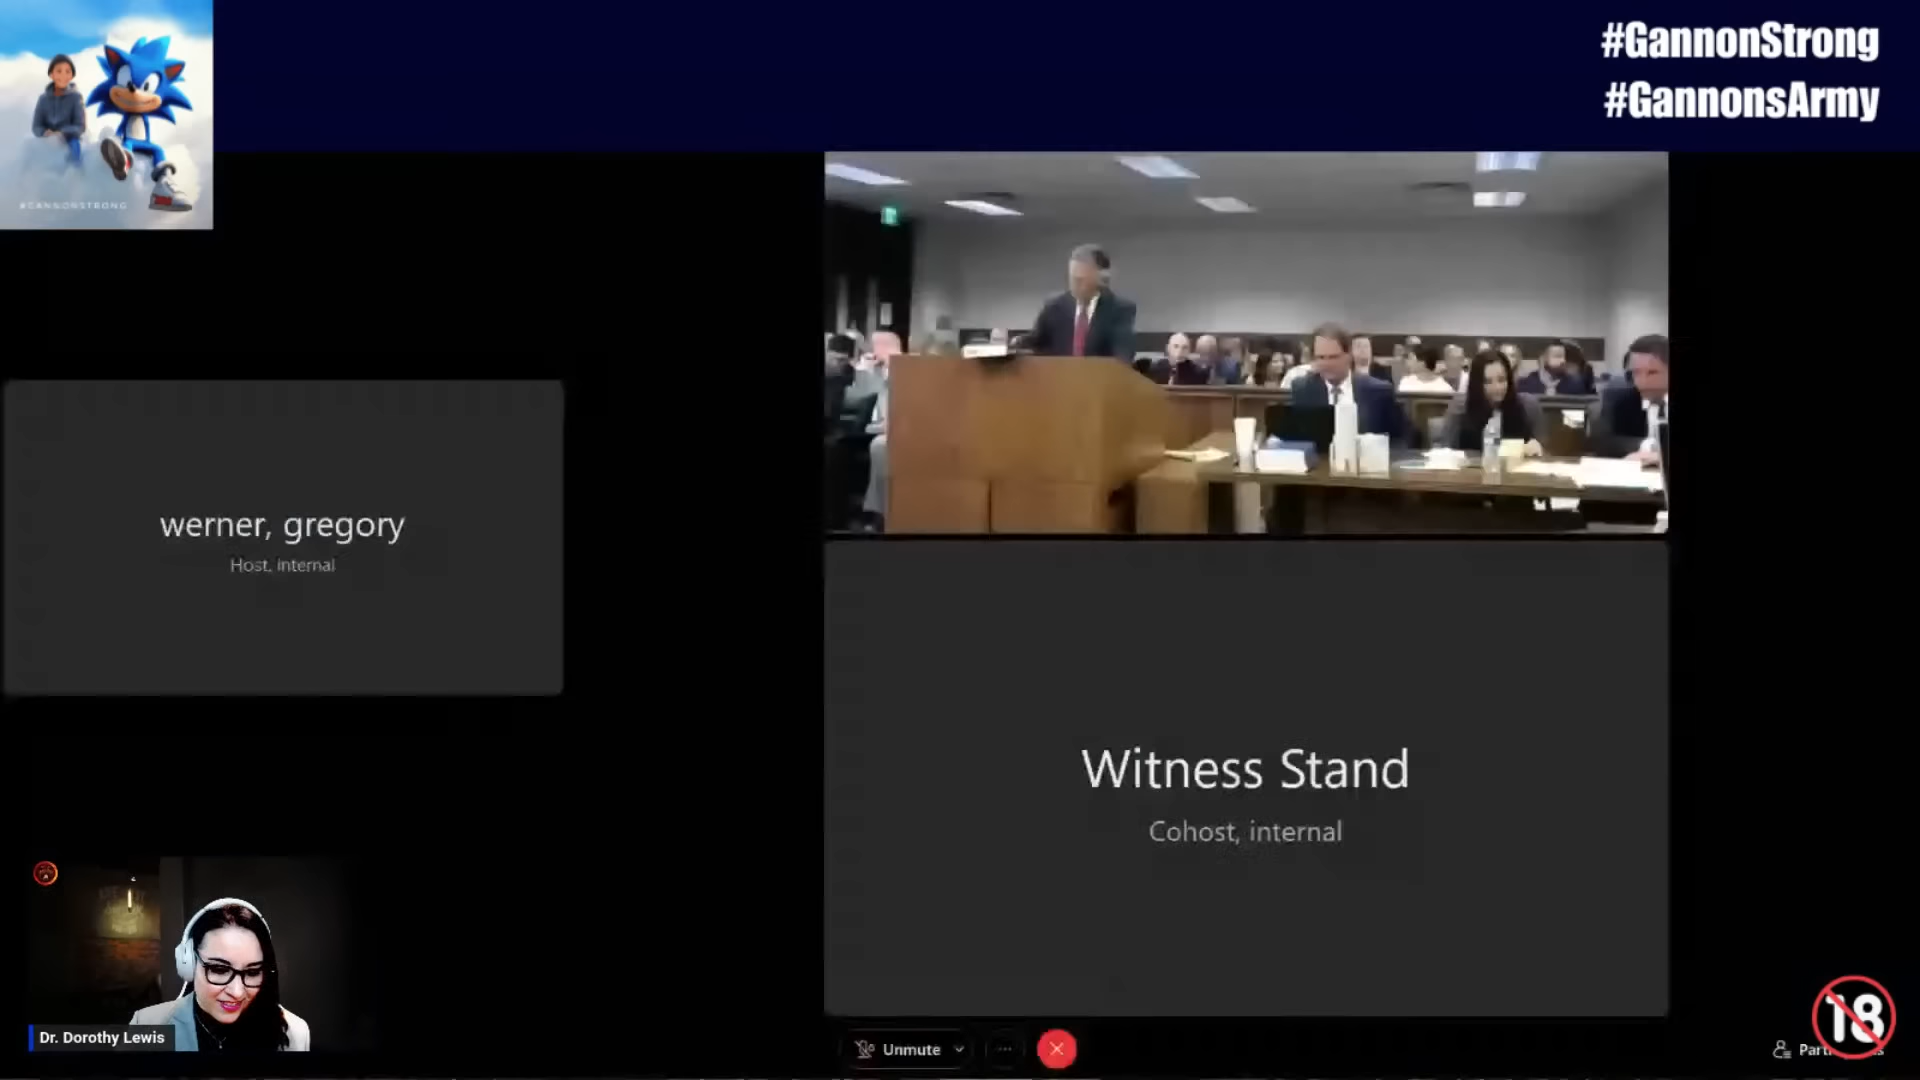 #GannonStrong
#GannonsArmy
#GANNONSTRONG
werner, gregory
Host, internal
Witness Stand
Cohost, internal
Dr. Dorothy Lewis
Unmute
18